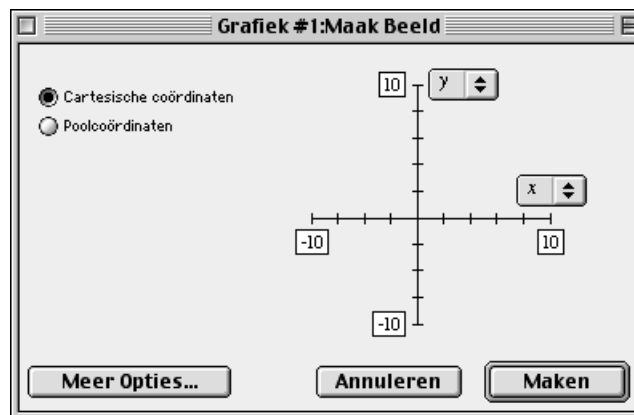 Grafiek #1:Maak Beeld
10 y
Cartesische coördinaten
Poolcoördinaten
x
-10 10
-10
Meer Opties... Annuleren Maken